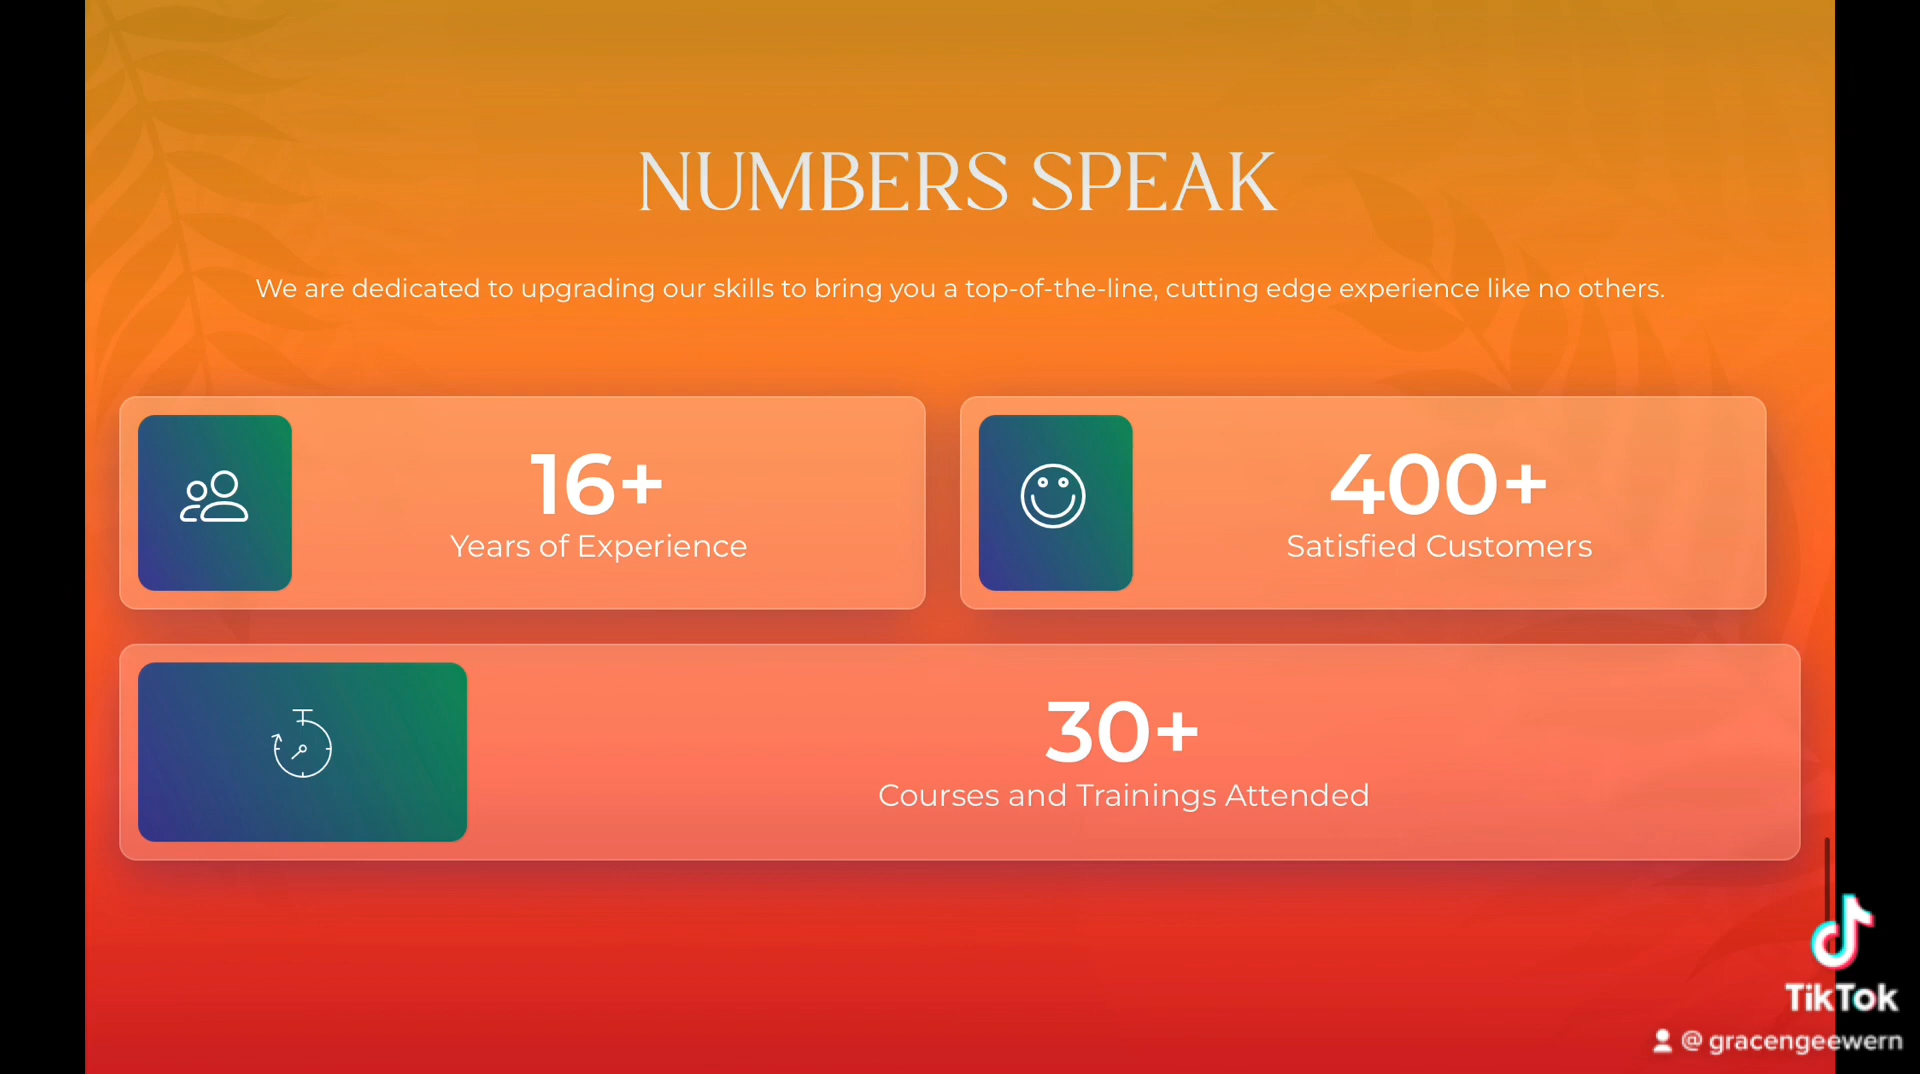 NUMBERS SPEAK
We are dedicated to upgrading our skills to bring you a top-of-the-line, cutting edge experience like no others.
16+
Years of Experience
400+
Satisfied Customers
30+
Courses and Trainings Attended
TikTok
@ gracengeewern